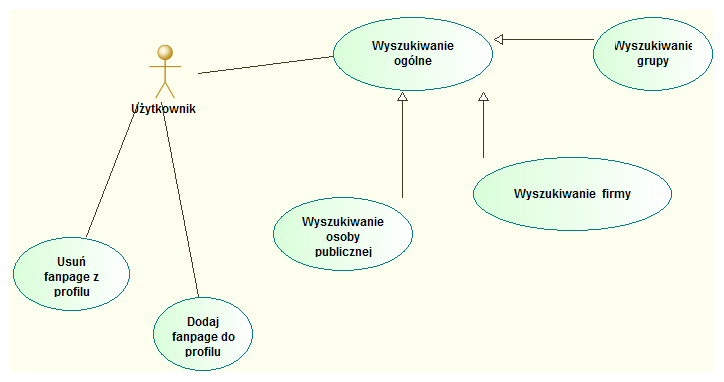 Wyszukiwanie
ogólne
Wyszukiwanie
grupy
Użytkownik
Wyszukiwanie firmy
Wyszukiwanie
osoby
publicznej
Usuń
fanpage z
profilu
Dodaj
fanpage do
profilu